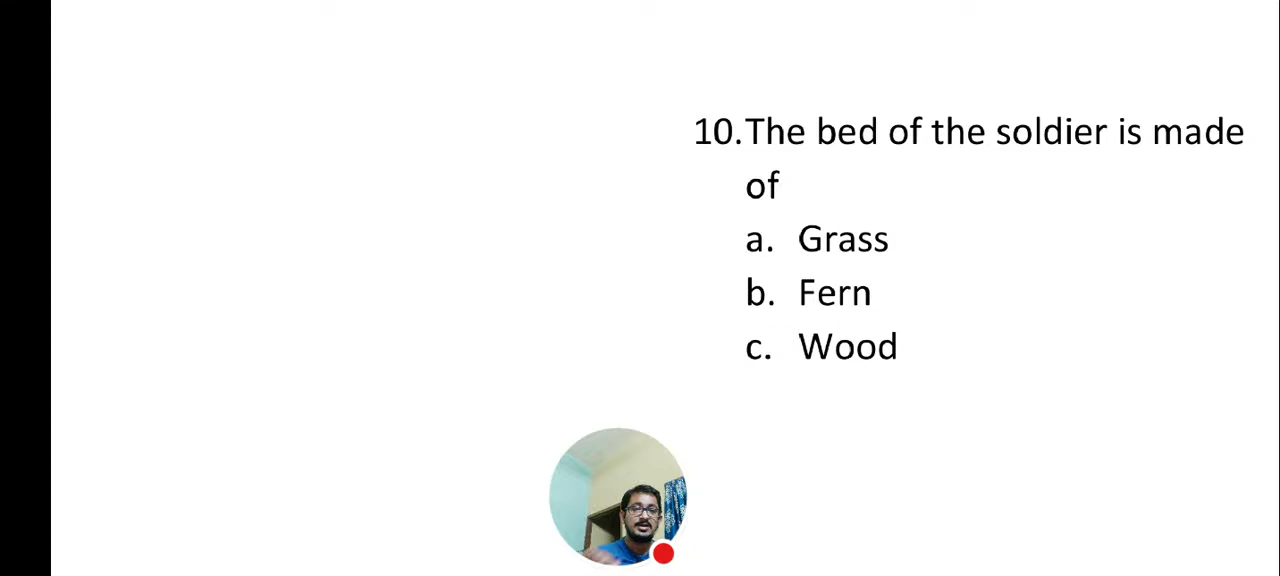 10.The bed of the soldier is made
of
a. Grass
b. Fern
c. Wood